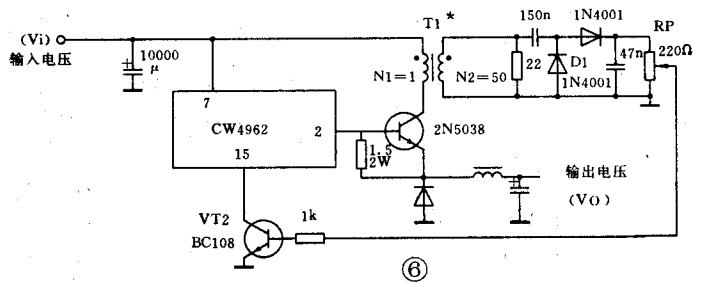 T1 *
150n
1N4001
RP
(Vi)
输入电压
10000
μ
N1=1
N2=50
22
D1
1N4001
47n
220Ω
7
CW4962
2
15
2N5038
1.5
2W
输出电压
(VO)
VT2
BC108
1k
⑥